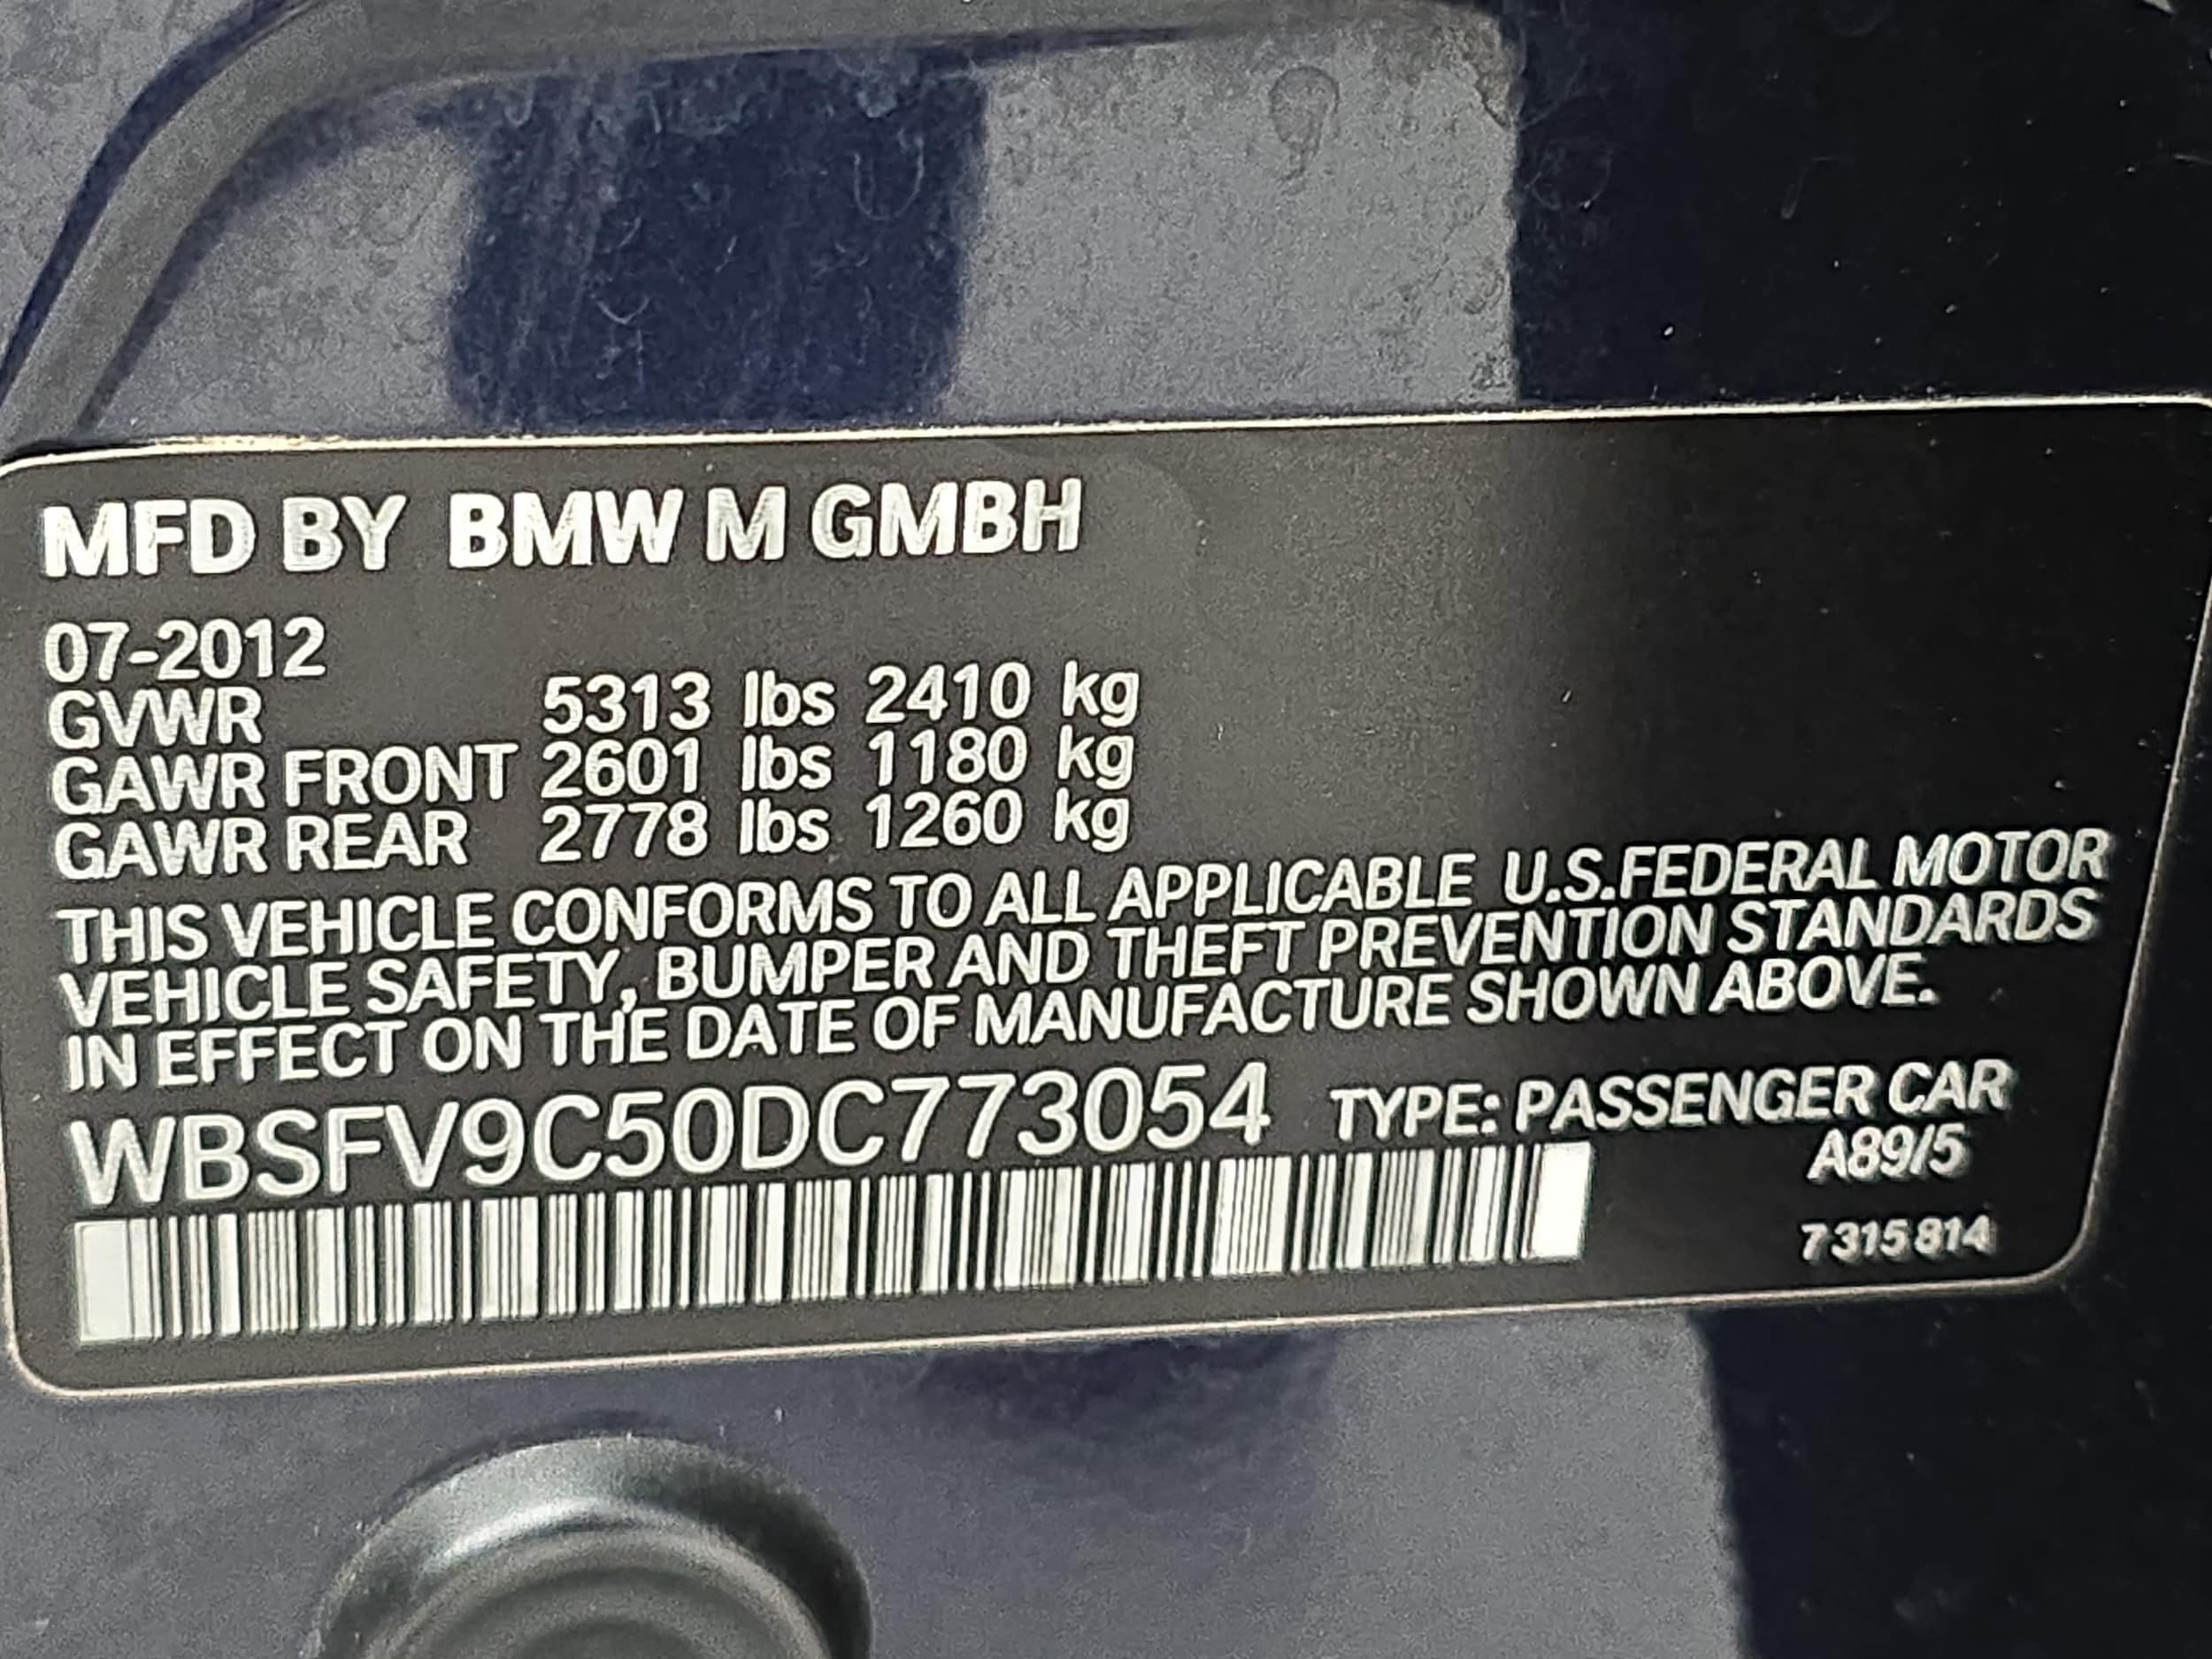 MFD BY BMW M GMBH
07-2012
GVWR 5313 lbs 2410 kg
GAWR FRONT 2601 lbs 1180 kg
GAWR REAR 2778 lbs 1260 kg
THIS VEHICLE CONFORMS TO ALL APPLICABLE U.S.FEDERAL MOTOR
VEHICLE SAFETY, BUMPER AND THEFT PREVENTION STANDARDS
IN EFFECT ON THE DATE OF MANUFACTURE SHOWN ABOVE.
WBSFV9C50DC773054 TYPE: PASSENGER CAR
A89/5
7 315 814